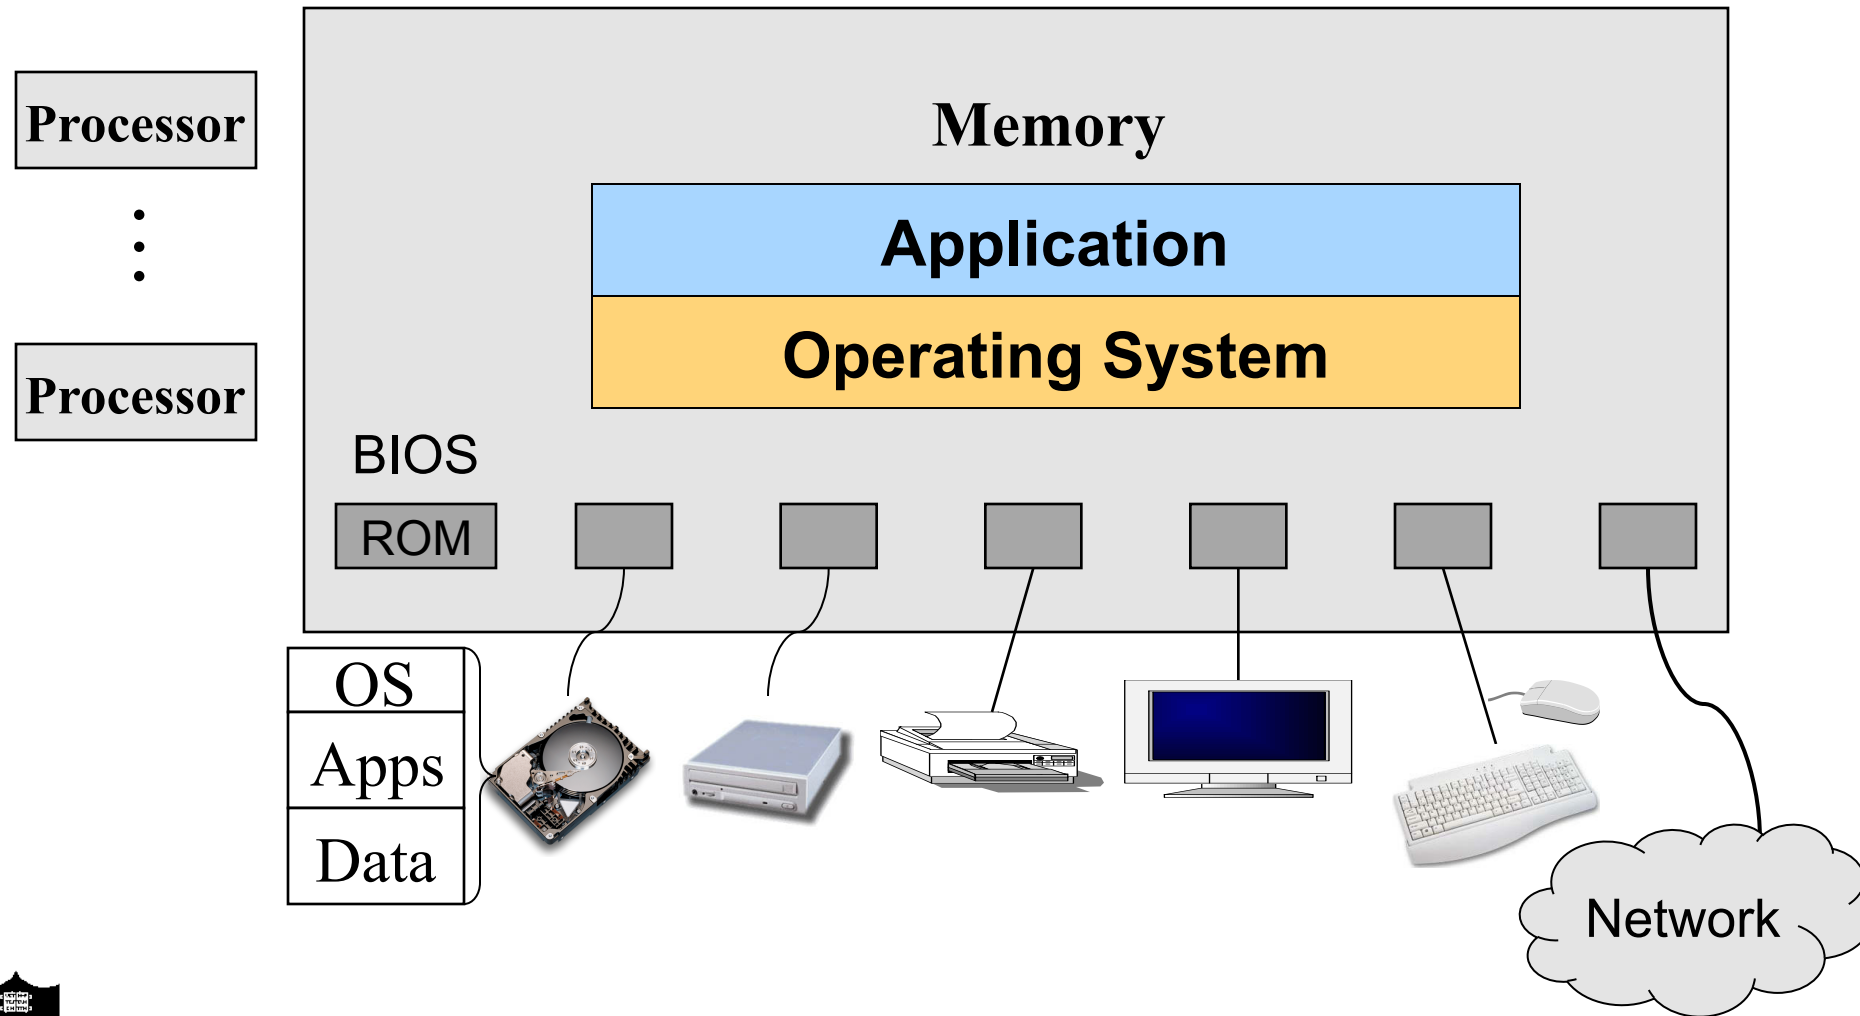 Processor
Processor
Memory
Application
Operating System
BIOS
ROM
OS
Apps
Data
Network